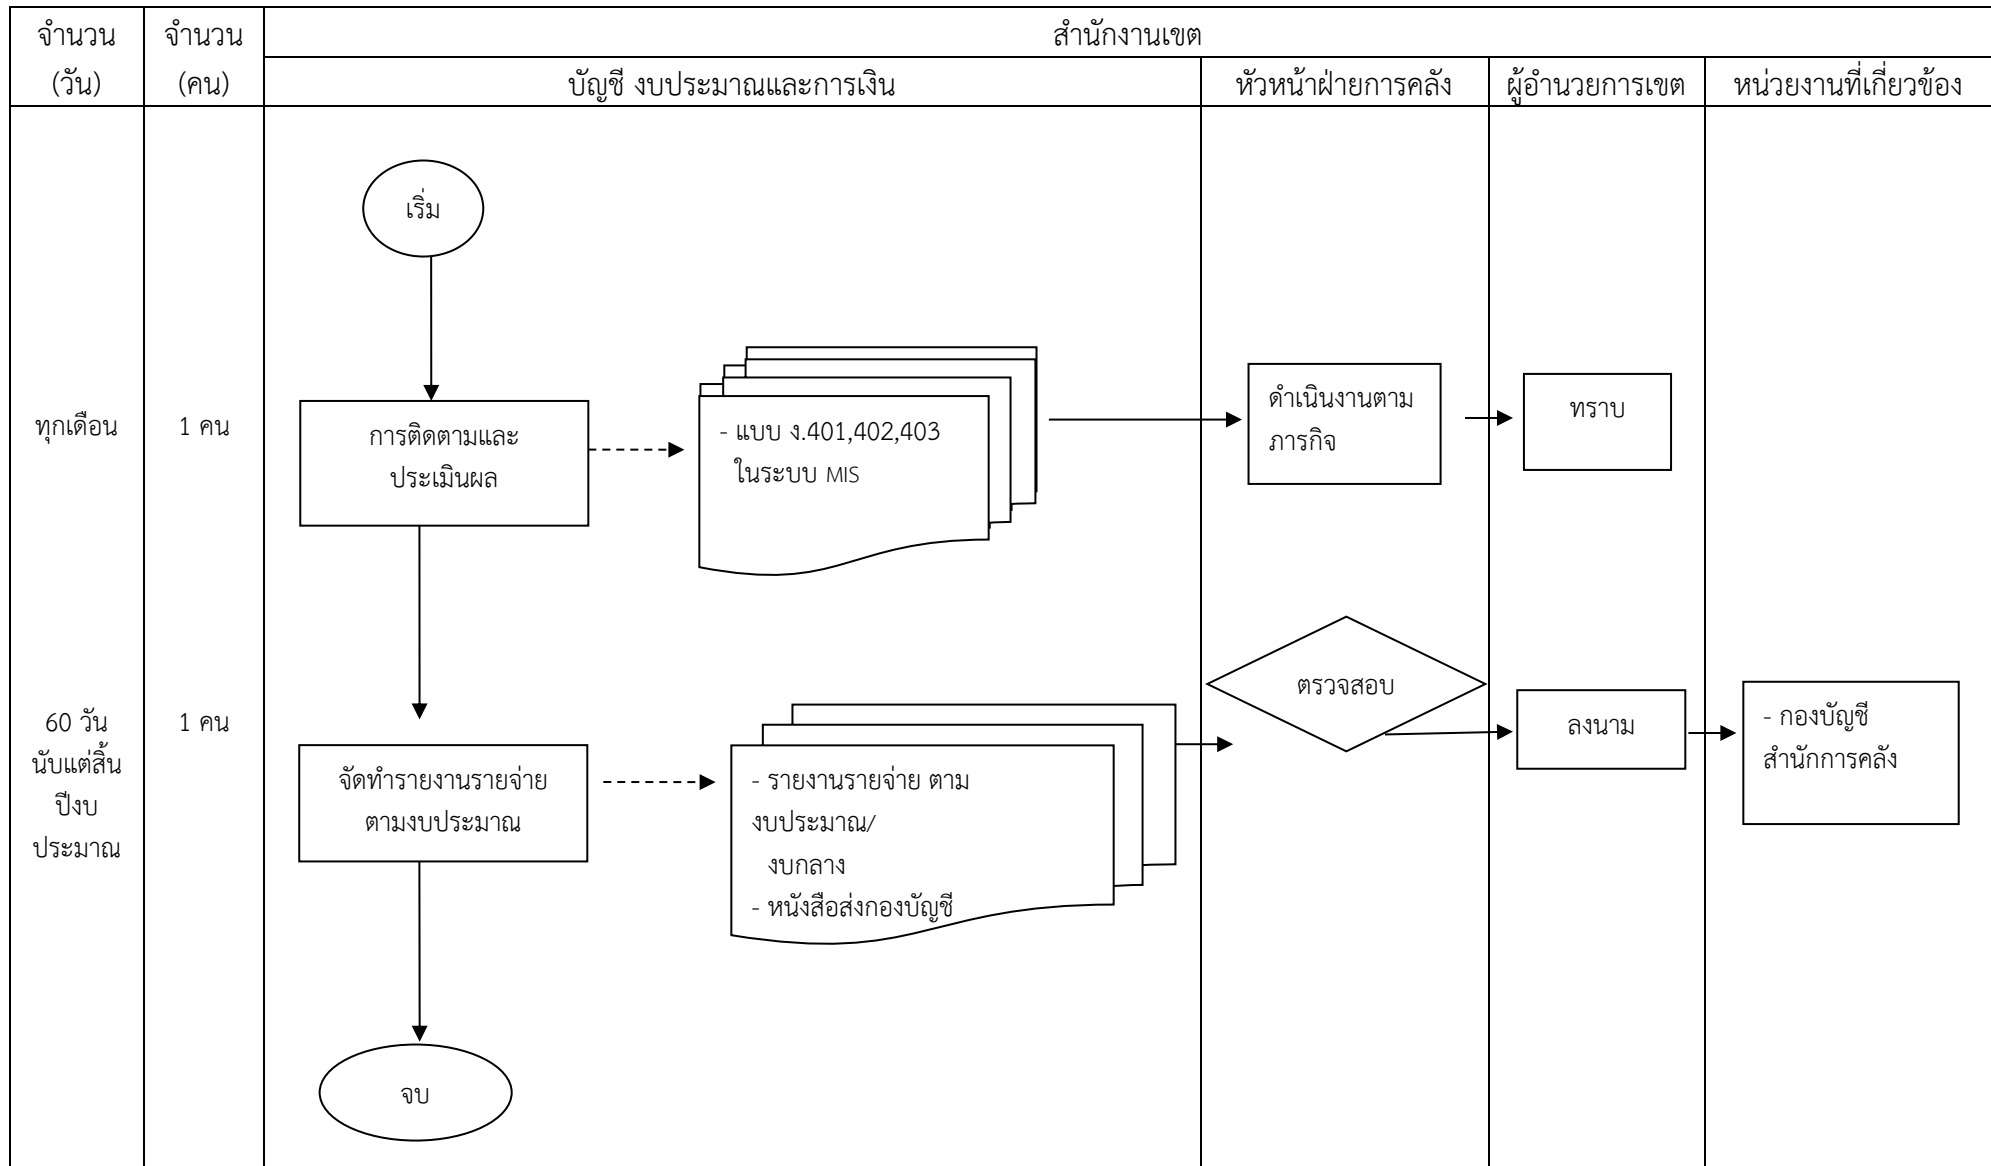 จำนวน
(วัน)
จำนวน
(คน)
สำนักงานเขต
บัญชี งบประมาณและการเงิน
หัวหน้าฝ่ายการคลัง
ผู้อำนวยการเขต
หน่วยงานที่เกี่ยวข้อง
เริ่ม
ทุกเดือน
1 คน
การติดตามและ
ประเมินผล
- แบบ ง.401,402,403
ในระบบ MIS
ดำเนินงานตาม
ภารกิจ
ทราบ
60 วัน
นับแต่สิ้น
ปีงบ
ประมาณ
1 คน
จัดทำรายงานรายจ่าย
ตามงบประมาณ
- รายงานรายจ่าย ตาม
งบประมาณ/
งบกลาง
- หนังสือส่งกองบัญชี
ตรวจสอบ
ลงนาม
- กองบัญชี
สำนักการคลัง
จบ